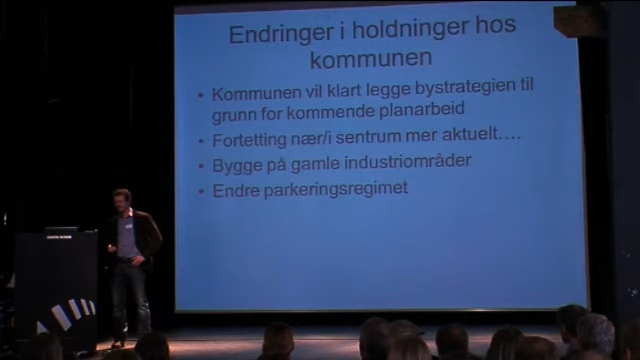 Endringer i holdninger hos
kommunen
• Kommunen vil klart legge bystrategien til
grunn for kommende planarbeid
• Fortetting nær/i sentrum mer aktuelt….
• Bygge på gamle industriområder
• Endre parkeringsregimet